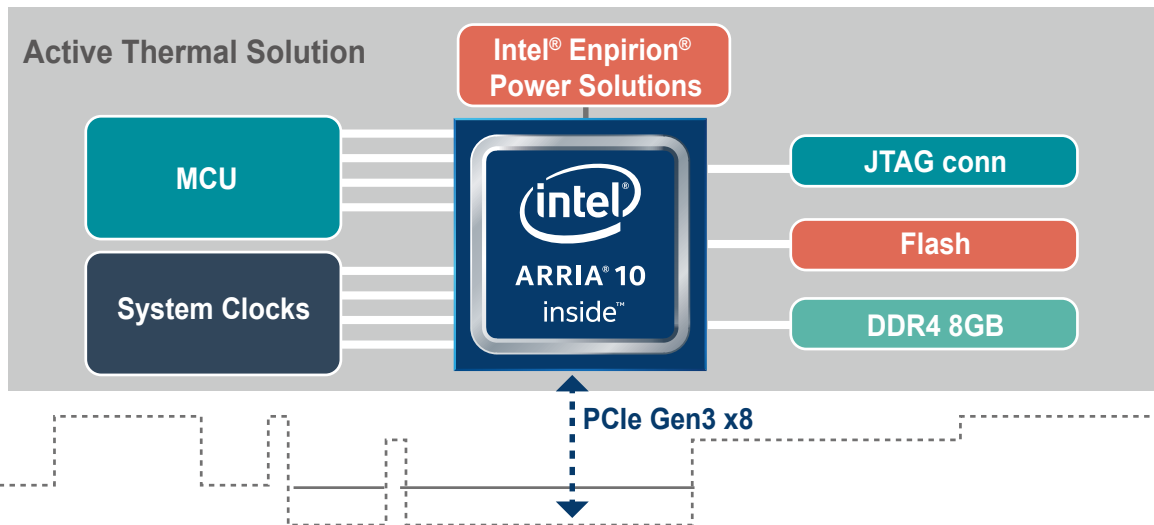 Active Thermal Solution
Intel® Enpirion®
Power Solutions
MCU
System Clocks
intel®
ARRIA® 10
inside™
JTAG conn
Flash
DDR4 8GB
PCIe Gen3 x8